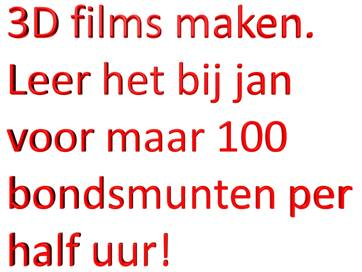 3D films maken.
Leer het bij jan
voor maar 100
bondsmunten per
half uur!